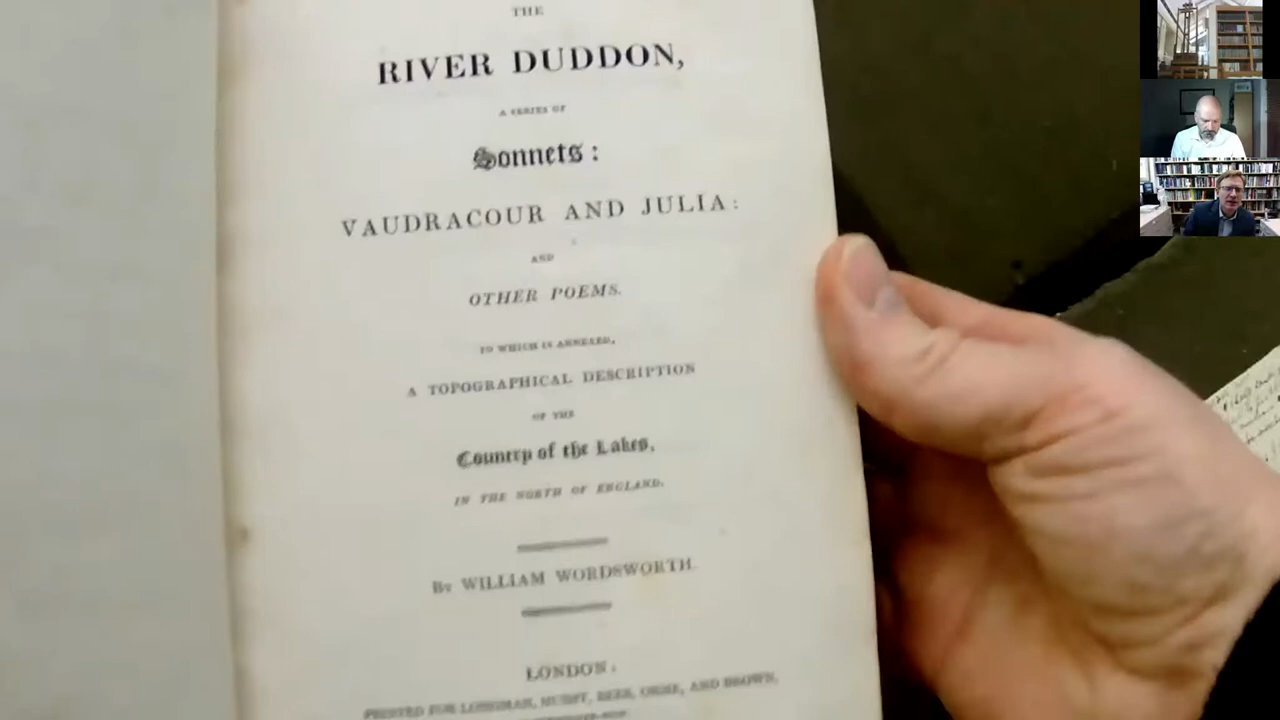 THE
RIVER DUDDON,
A SERIES OF
Sonnets:
VAUDRACOUR AND JULIA:
AND
OTHER POEMS.
TO WHICH IS ANNEXED,
A TOPOGRAPHICAL DESCRIPTION
OF THE
Country of the Lakes,
IN THE NORTH OF ENGLAND.
By WILLIAM WORDSWORTH.
LONDON:
PRINTED FOR LONGMAN, HURST, REES, ORME, AND BROWN,